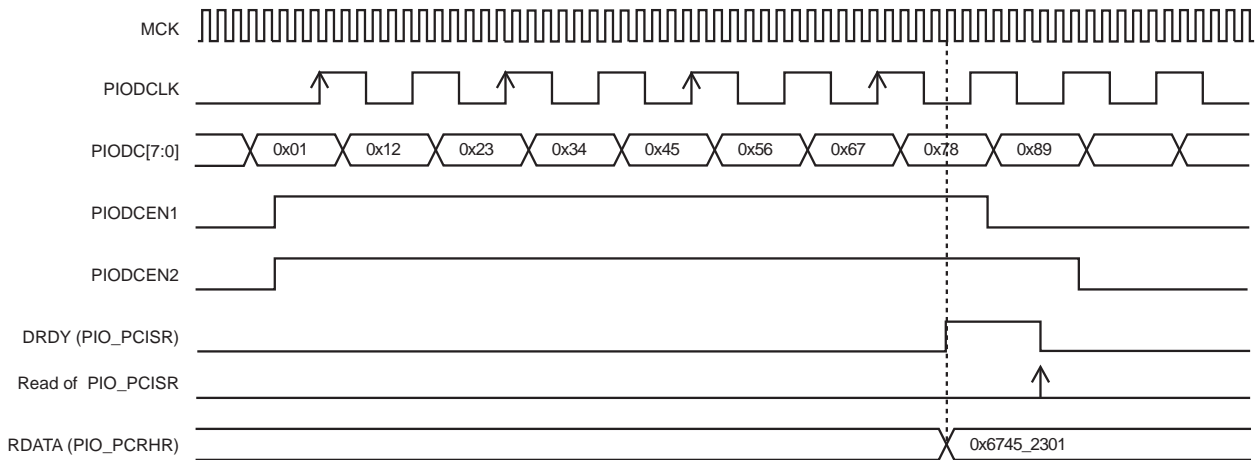 MCK
PIODCLK
PIODC[7:0] 0x01 0x12 0x23 0x34 0x45 0x56 0x67 0x78 0x89
PIODCEN1
PIODCEN2
DRDY (PIO_PCISR)
Read of PIO_PCISR
RDATA (PIO_PCRHR) 0x6745_2301